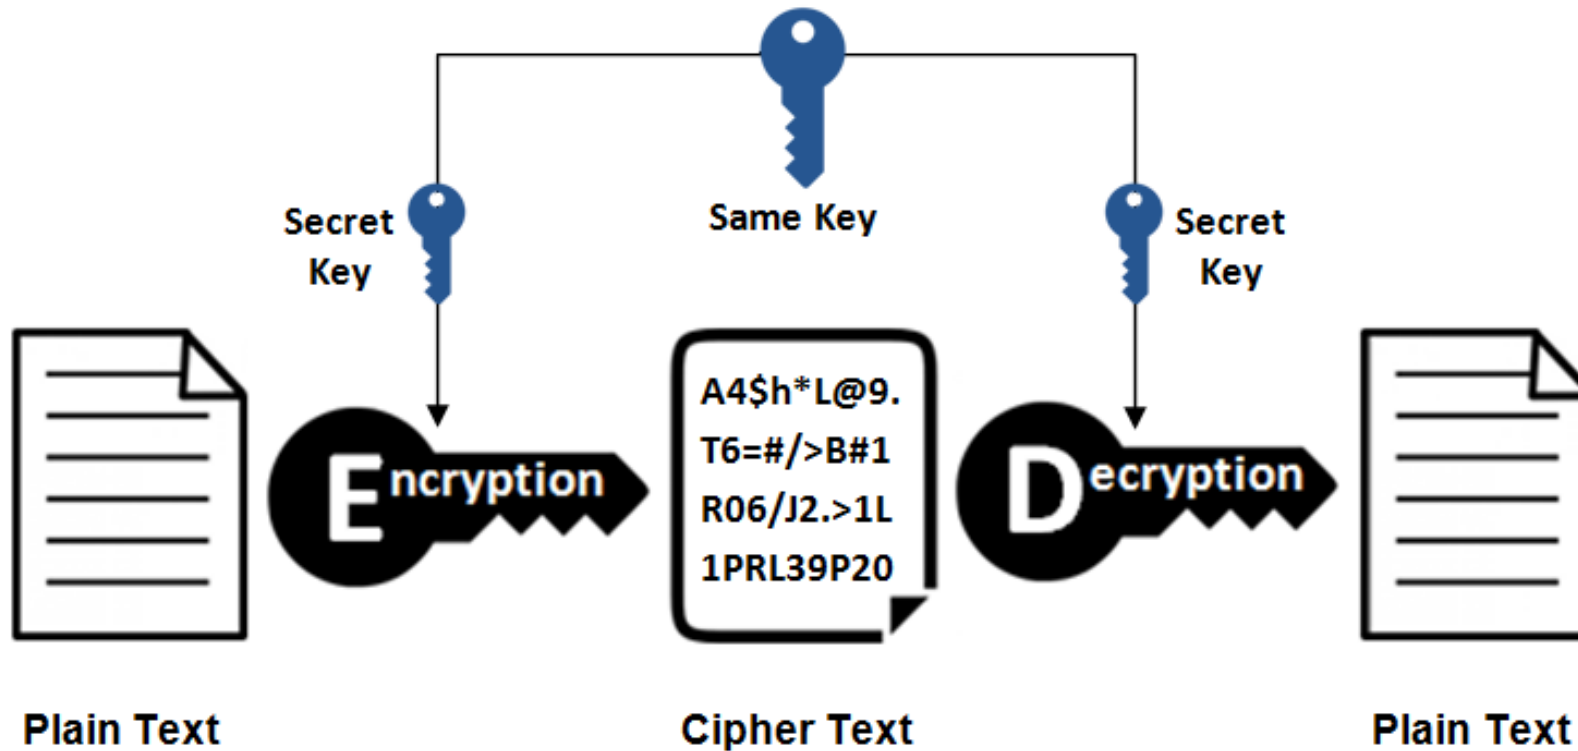 Same Key
Secret
Key
Secret
Key
Encryption
A4$h*L@9.
T6=#/>B#1
R06/J2.>1L
1PRL39P20
Decryption
Plain Text
Cipher Text
Plain Text